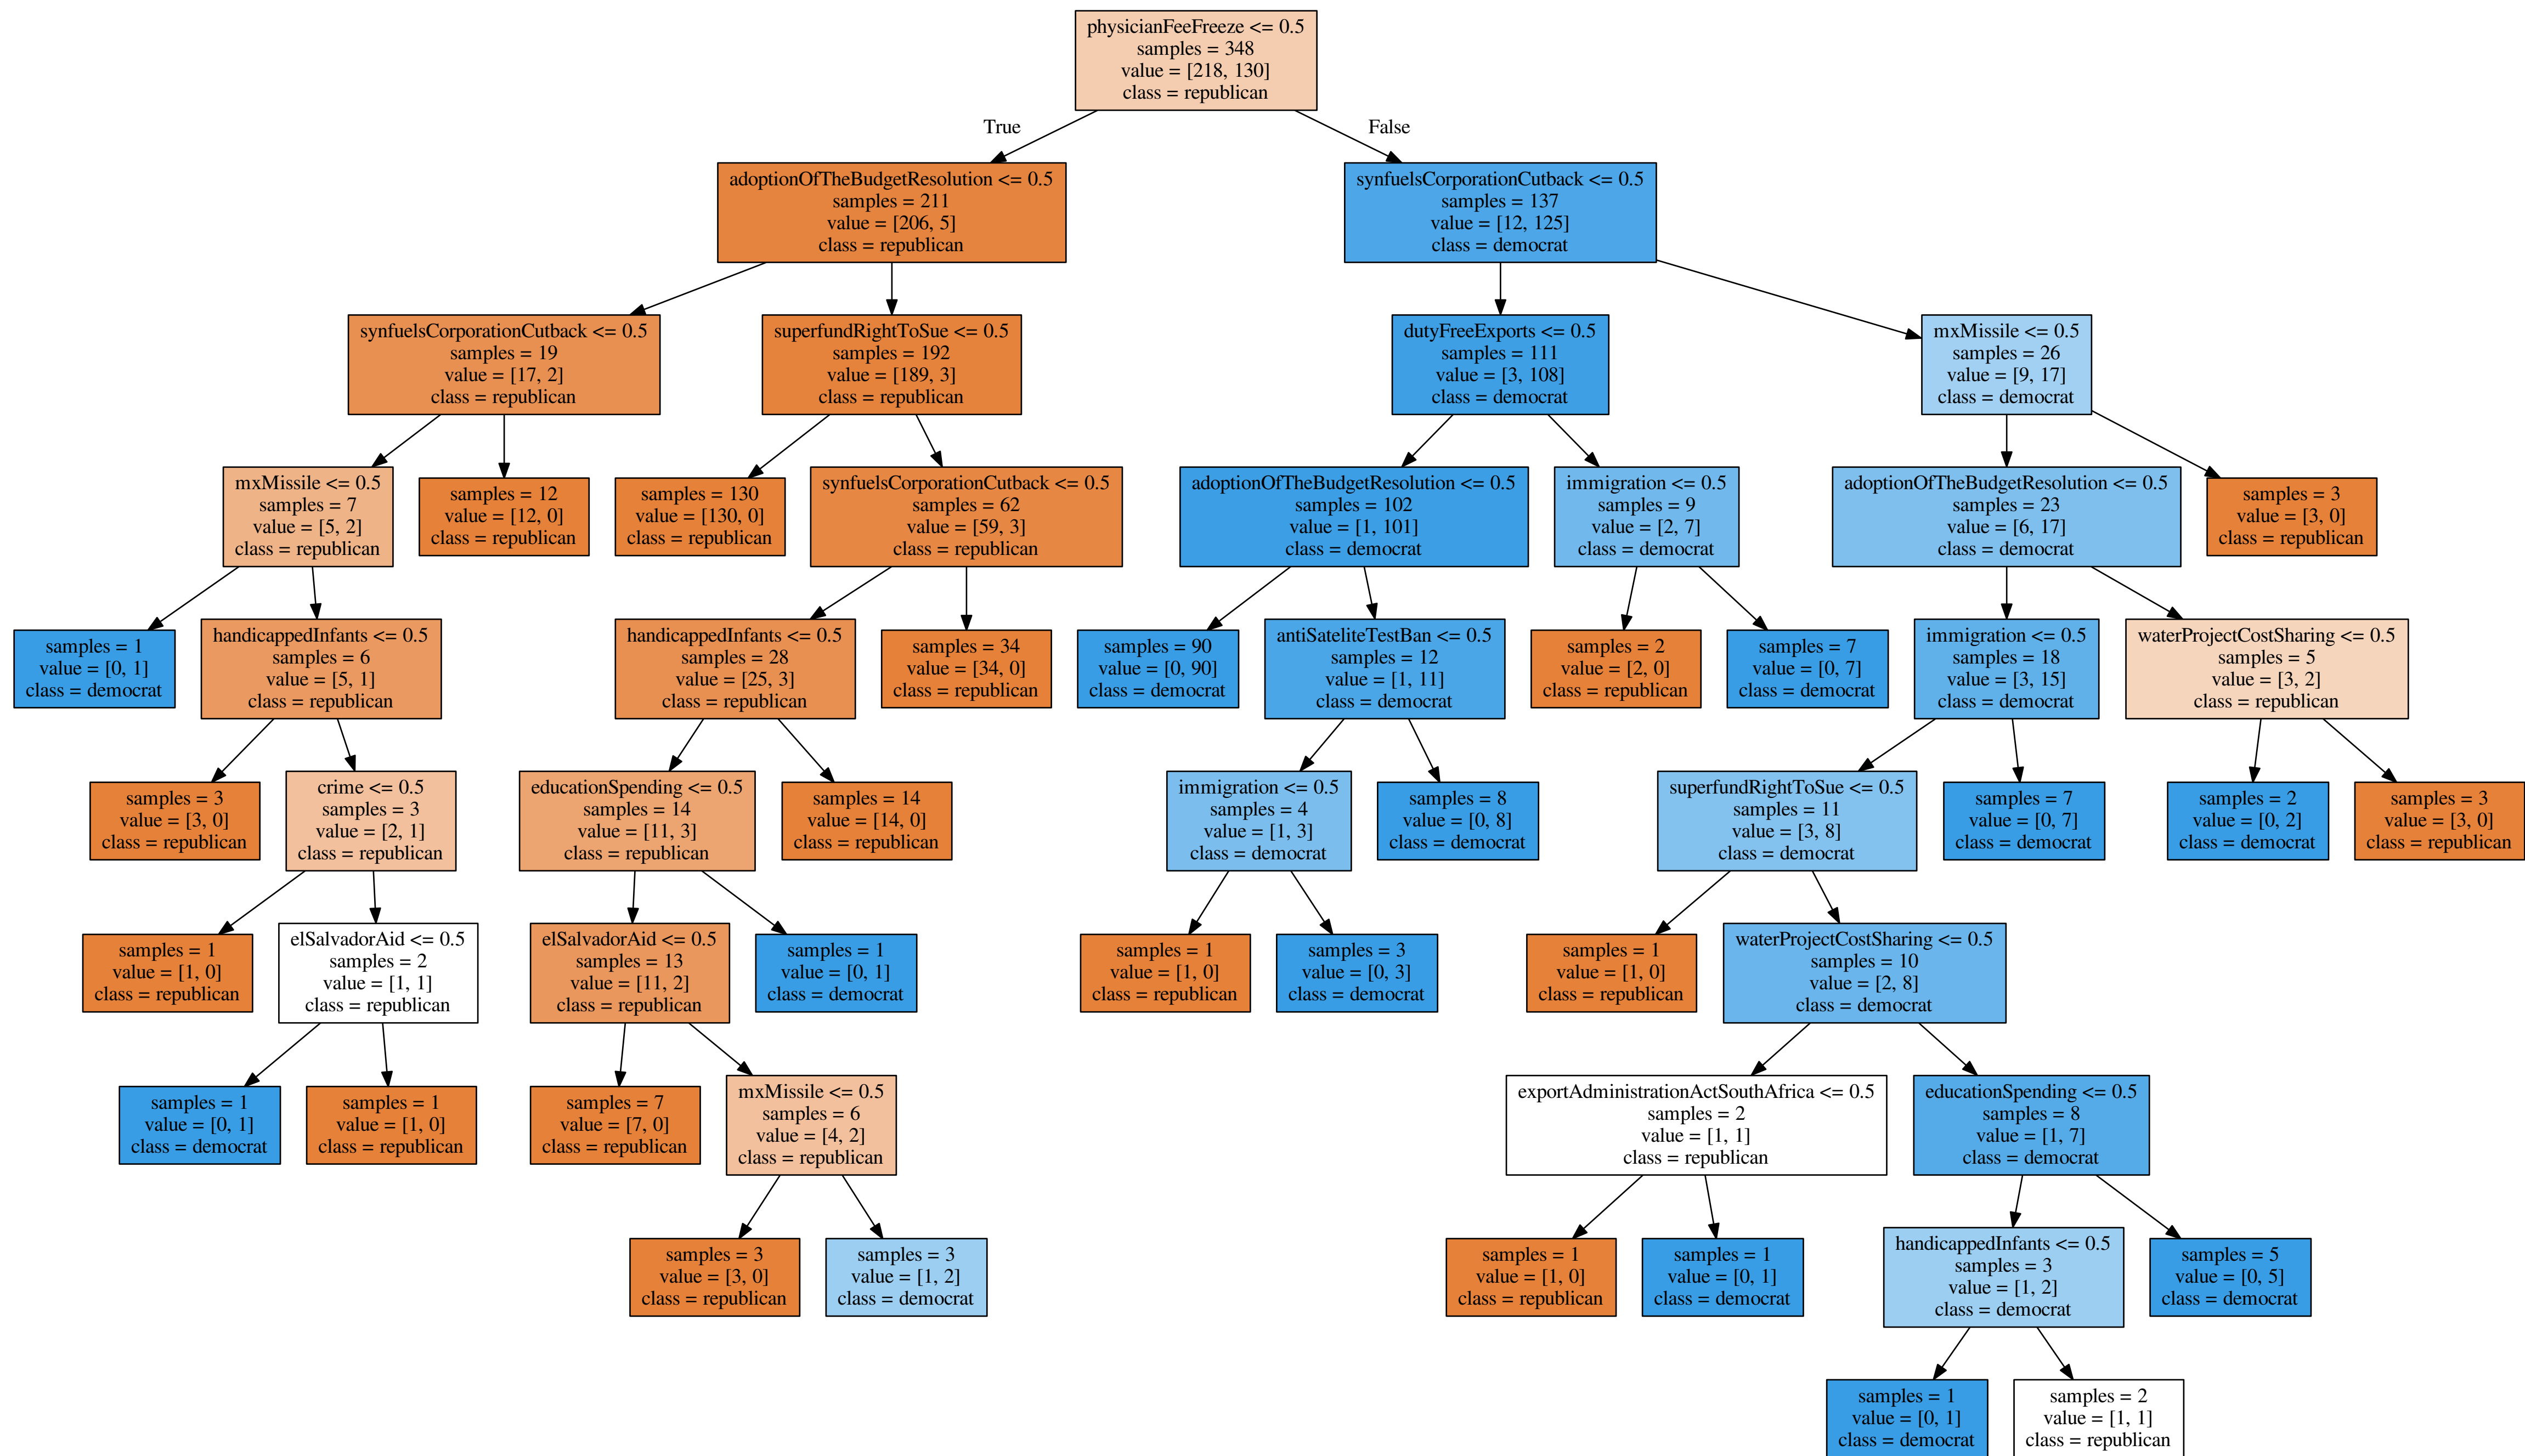 physicianFeeFreeze <= 0.5
samples = 348
value = [218, 130]
class = republican
True
False
adoptionOfTheBudgetResolution <= 0.5
samples = 211
value = [206, 5]
class = republican
synfuelsCorporationCutback <= 0.5
samples = 137
value = [12, 125]
class = democrat
synfuelsCorporationCutback <= 0.5
samples = 19
value = [17, 2]
class = republican
superfundRightToSue <= 0.5
samples = 192
value = [189, 3]
class = republican
dutyFreeExports <= 0.5
samples = 111
value = [3, 108]
class = democrat
mxMissile <= 0.5
samples = 26
value = [9, 17]
class = democrat
mxMissile <= 0.5
samples = 7
value = [5, 2]
class = republican
samples = 12
value = [12, 0]
class = republican
samples = 130
value = [130, 0]
class = republican
synfuelsCorporationCutback <= 0.5
samples = 62
value = [59, 3]
class = republican
adoptionOfTheBudgetResolution <= 0.5
samples = 102
value = [1, 101]
class = democrat
immigration <= 0.5
samples = 9
value = [2, 7]
class = democrat
adoptionOfTheBudgetResolution <= 0.5
samples = 23
value = [6, 17]
class = democrat
samples = 3
value = [3, 0]
class = republican
samples = 1
value = [0, 1]
class = democrat
handicappedInfants <= 0.5
samples = 6
value = [5, 1]
class = republican
handicappedInfants <= 0.5
samples = 28
value = [25, 3]
class = republican
samples = 34
value = [34, 0]
class = republican
samples = 90
value = [0, 90]
class = democrat
antiSateliteTestBan <= 0.5
samples = 12
value = [1, 11]
class = democrat
samples = 2
value = [2, 0]
class = republican
samples = 7
value = [0, 7]
class = democrat
immigration <= 0.5
samples = 18
value = [3, 15]
class = democrat
waterProjectCostSharing <= 0.5
samples = 5
value = [3, 2]
class = republican
samples = 3
value = [3, 0]
class = republican
crime <= 0.5
samples = 3
value = [2, 1]
class = republican
educationSpending <= 0.5
samples = 14
value = [11, 3]
class = republican
samples = 14
value = [14, 0]
class = republican
immigration <= 0.5
samples = 4
value = [1, 3]
class = democrat
samples = 8
value = [0, 8]
class = democrat
superfundRightToSue <= 0.5
samples = 11
value = [3, 8]
class = democrat
samples = 7
value = [0, 7]
class = democrat
samples = 2
value = [0, 2]
class = democrat
samples = 3
value = [3, 0]
class = republican
samples = 1
value = [1, 0]
class = republican
elSalvadorAid <= 0.5
samples = 2
value = [1, 1]
class = republican
elSalvadorAid <= 0.5
samples = 13
value = [11, 2]
class = republican
samples = 1
value = [0, 1]
class = democrat
samples = 1
value = [1, 0]
class = republican
samples = 3
value = [0, 3]
class = democrat
samples = 1
value = [1, 0]
class = republican
waterProjectCostSharing <= 0.5
samples = 10
value = [2, 8]
class = democrat
samples = 1
value = [0, 1]
class = democrat
samples = 1
value = [1, 0]
class = republican
samples = 7
value = [7, 0]
class = republican
mxMissile <= 0.5
samples = 6
value = [4, 2]
class = republican
exportAdministrationActSouthAfrica <= 0.5
samples = 2
value = [1, 1]
class = republican
educationSpending <= 0.5
samples = 8
value = [1, 7]
class = democrat
samples = 3
value = [3, 0]
class = republican
samples = 3
value = [1, 2]
class = democrat
samples = 1
value = [1, 0]
class = republican
samples = 1
value = [0, 1]
class = democrat
handicappedInfants <= 0.5
samples = 3
value = [1, 2]
class = democrat
samples = 5
value = [0, 5]
class = democrat
samples = 1
value = [0, 1]
class = democrat
samples = 2
value = [1, 1]
class = republican